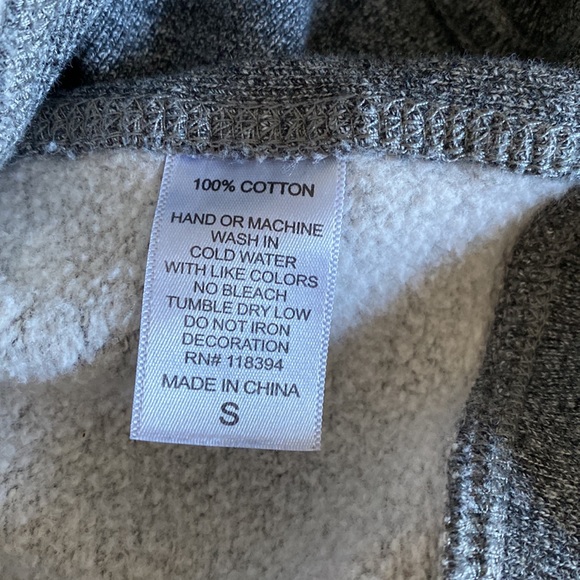 100% COTTON
HAND OR MACHINE
WASH IN
COLD WATER
WITH LIKE COLORS
NO BLEACH
TUMBLE DRY LOW
DO NOT IRON
DECORATION
RN# 118394
MADE IN CHINA
S